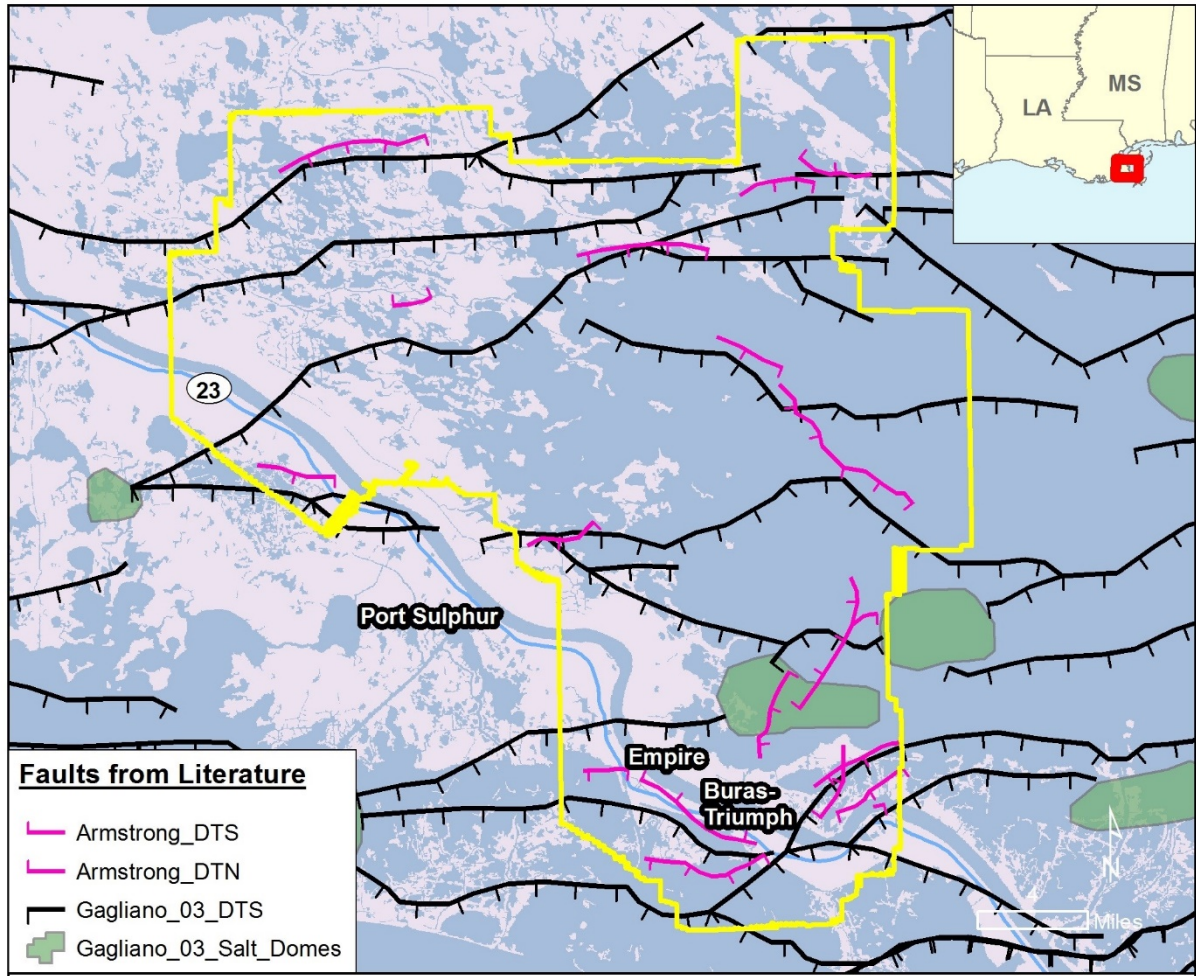 LA
MS
23
Port Sulphur
Empire
Buras-
Triumph
Faults from Literature
Armstrong_DTS
Armstrong_DTN
Gagliano_03_DTS
Gagliano_03_Salt_Domes
N
Miles